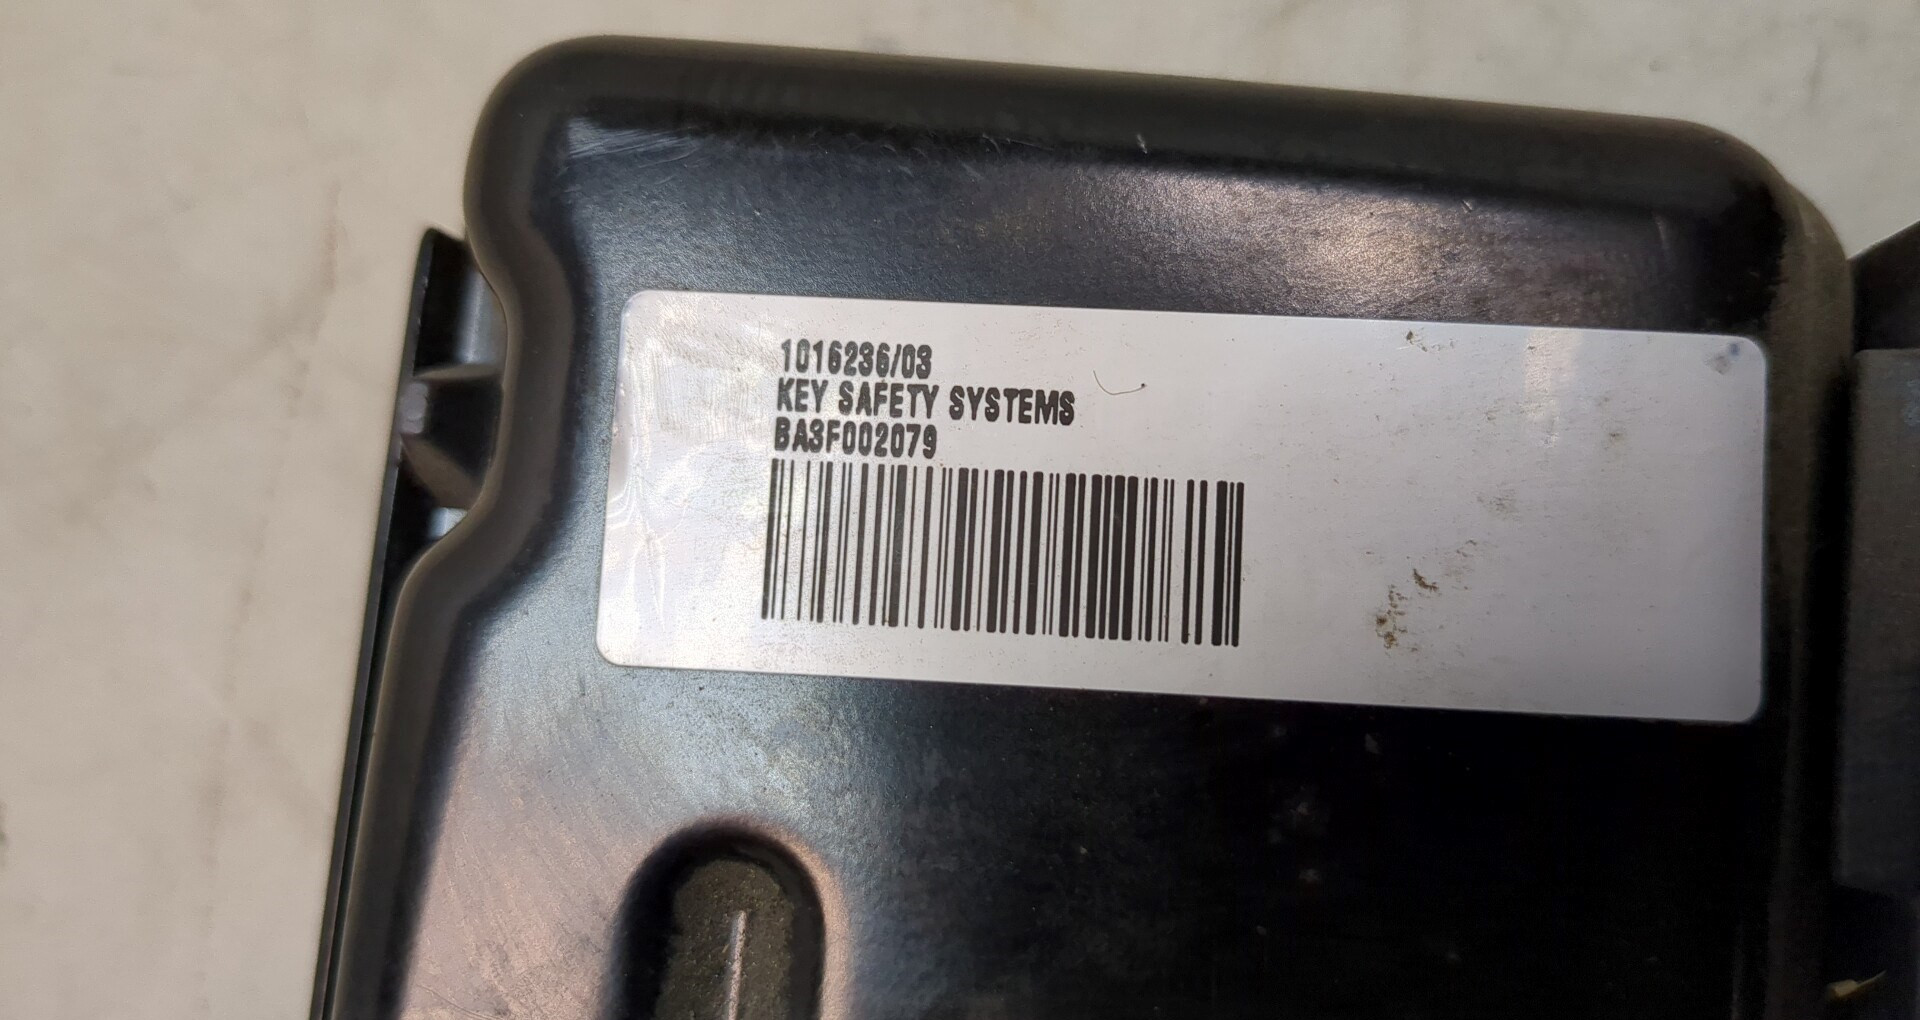 1016236/03
KEY SAFETY SYSTEMS
BA3F002079